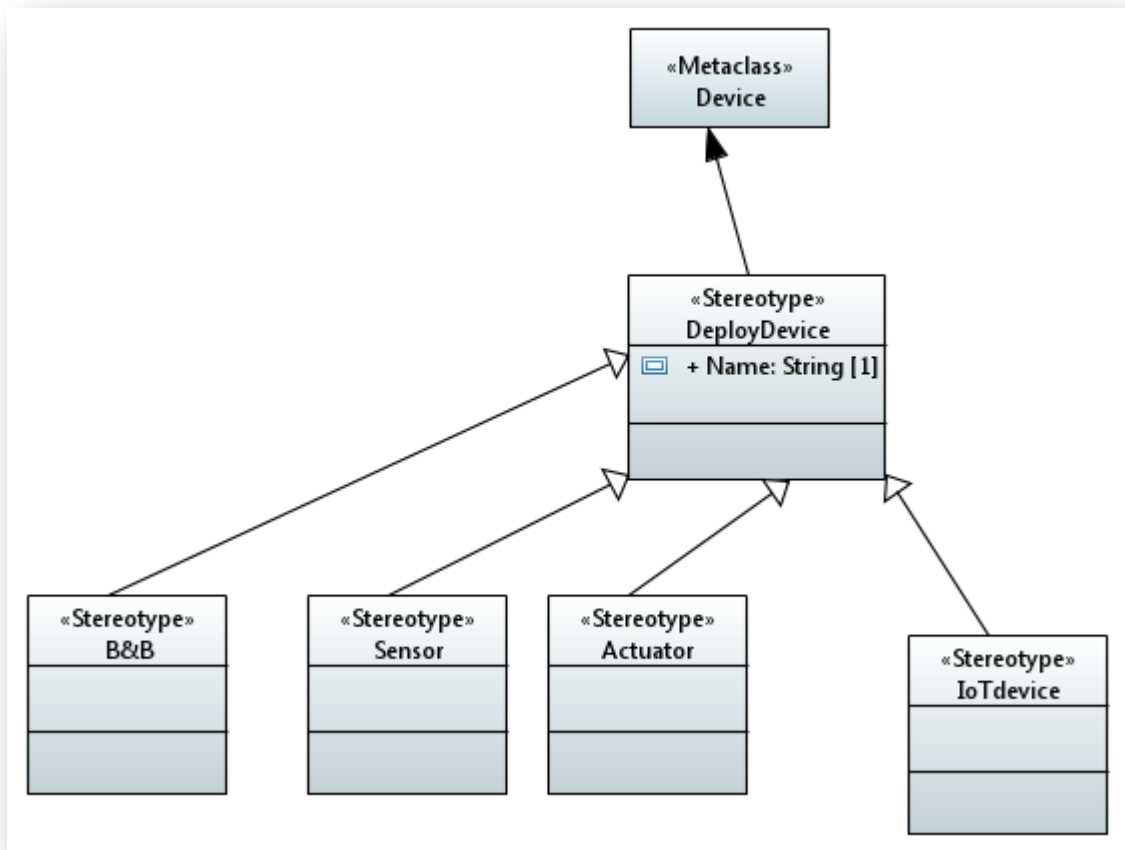 «Metaclass»
Device
«Stereotype»
DeployDevice
+ Name: String [1]
«Stereotype»
B&B
«Stereotype»
Sensor
«Stereotype»
Actuator
«Stereotype»
IoTdevice